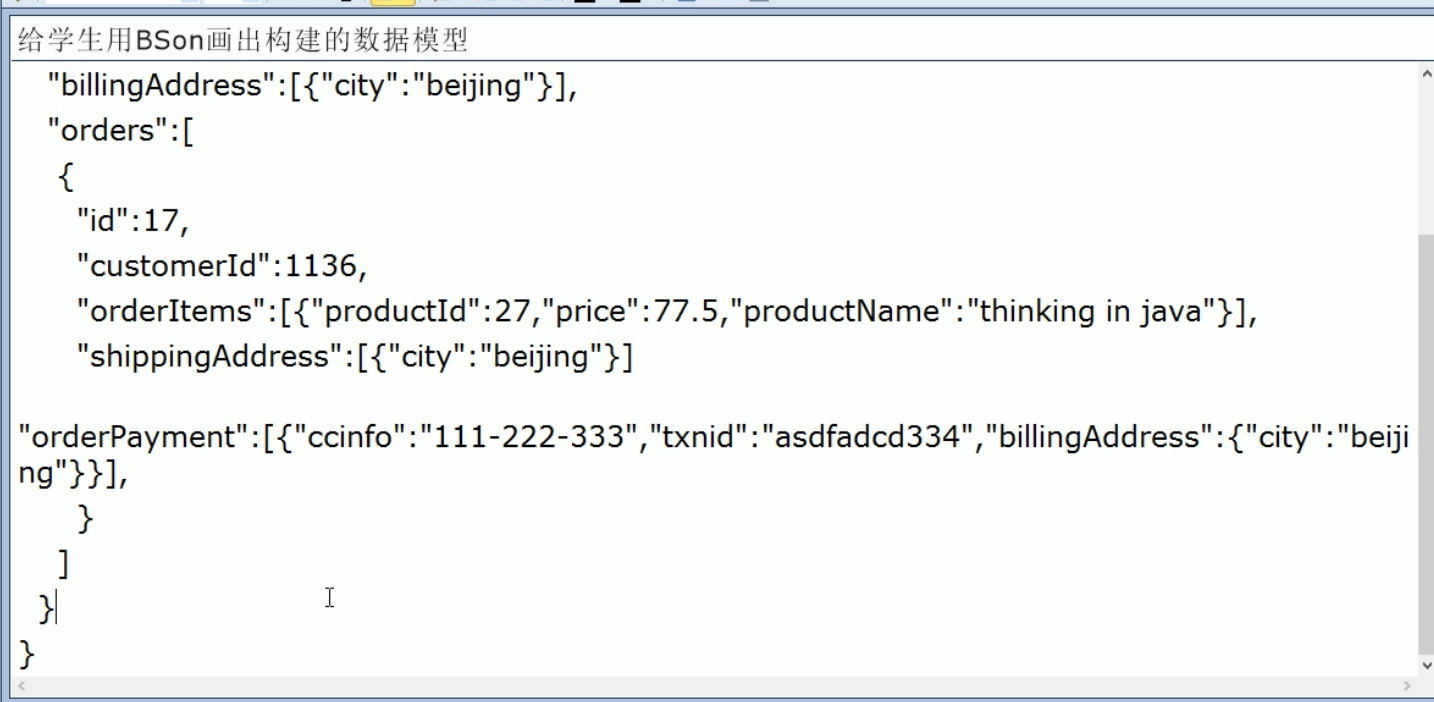 给学生用BSon画出构建的数据模型
"billingAddress":[{"city":"beijing"}],
"orders":[
{
"id":17,
"customerId":1136,
"orderItems":[{"productId":27,"price":77.5,"productName":"thinking in java"}],
"shippingAddress":[{"city":"beijing"}]
"orderPayment":[{"ccinfo":"111-222-333","txnid":"asdfadcd334","billingAddress":{"city":"beiji
ng"}}],
}
]
}
}